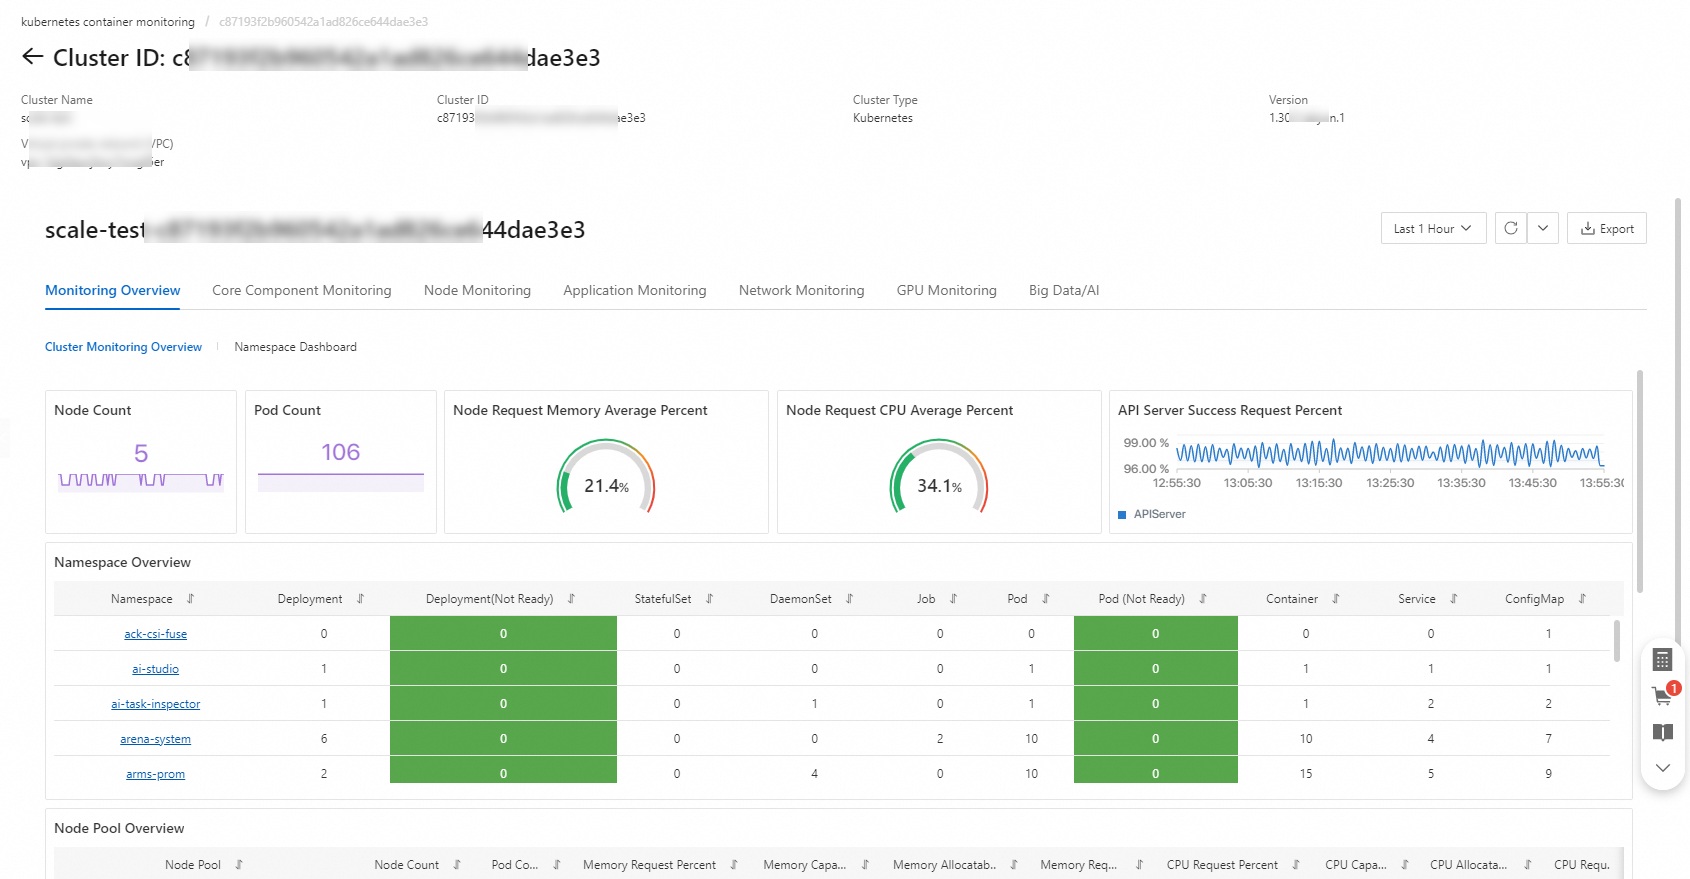 kubernetes container monitoring / c87193f2b960542a1ad826ce644dae3e3
Cluster ID: c87193f2b960542a1ad826ce644dae3e3
Cluster Name Cluster ID Cluster Type Version
c87193 ae3e3 Kubernetes 1.30 n.1
/PC)
scale-test 44dae3e3
Last 1 Hour Export
Monitoring Overview Core Component Monitoring Node Monitoring Application Monitoring Network Monitoring GPU Monitoring Big Data/AI
Cluster Monitoring Overview Namespace Dashboard
Node Count Pod Count Node Request Memory Average Percent Node Request CPU Average Percent API Server Success Request Percent
5 106 21.4% 34.1%
99.00 %
96.00 %
12:55:30 13:05:30 13:15:30 13:25:30 13:35:30 13:45:30 13:55:30
APIServer
Namespace Overview
Namespace Deployment Deployment(Not Ready) StatefulSet DaemonSet Job Pod Pod (Not Ready) Container Service ConfigMap
ack-csi-fuse 0 0 0 0 0 0 0 0 0 1
ai-studio 1 0 0 0 0 1 0 1 1 1
ai-task-inspector 1 0 0 1 0 1 0 1 2 2
arena-system 6 0 0 0 2 10 0 10 4 7
arms-prom 2 0 0 4 0 10 0 15 5 9
1
Node Pool Overview
Node Pool Node Count Pod Co... Memory Request Percent Memory Capa... Memory Allocatab.. Memory Req... CPU Request Percent CPU Capa... CPU Allocata... CPU Requ.